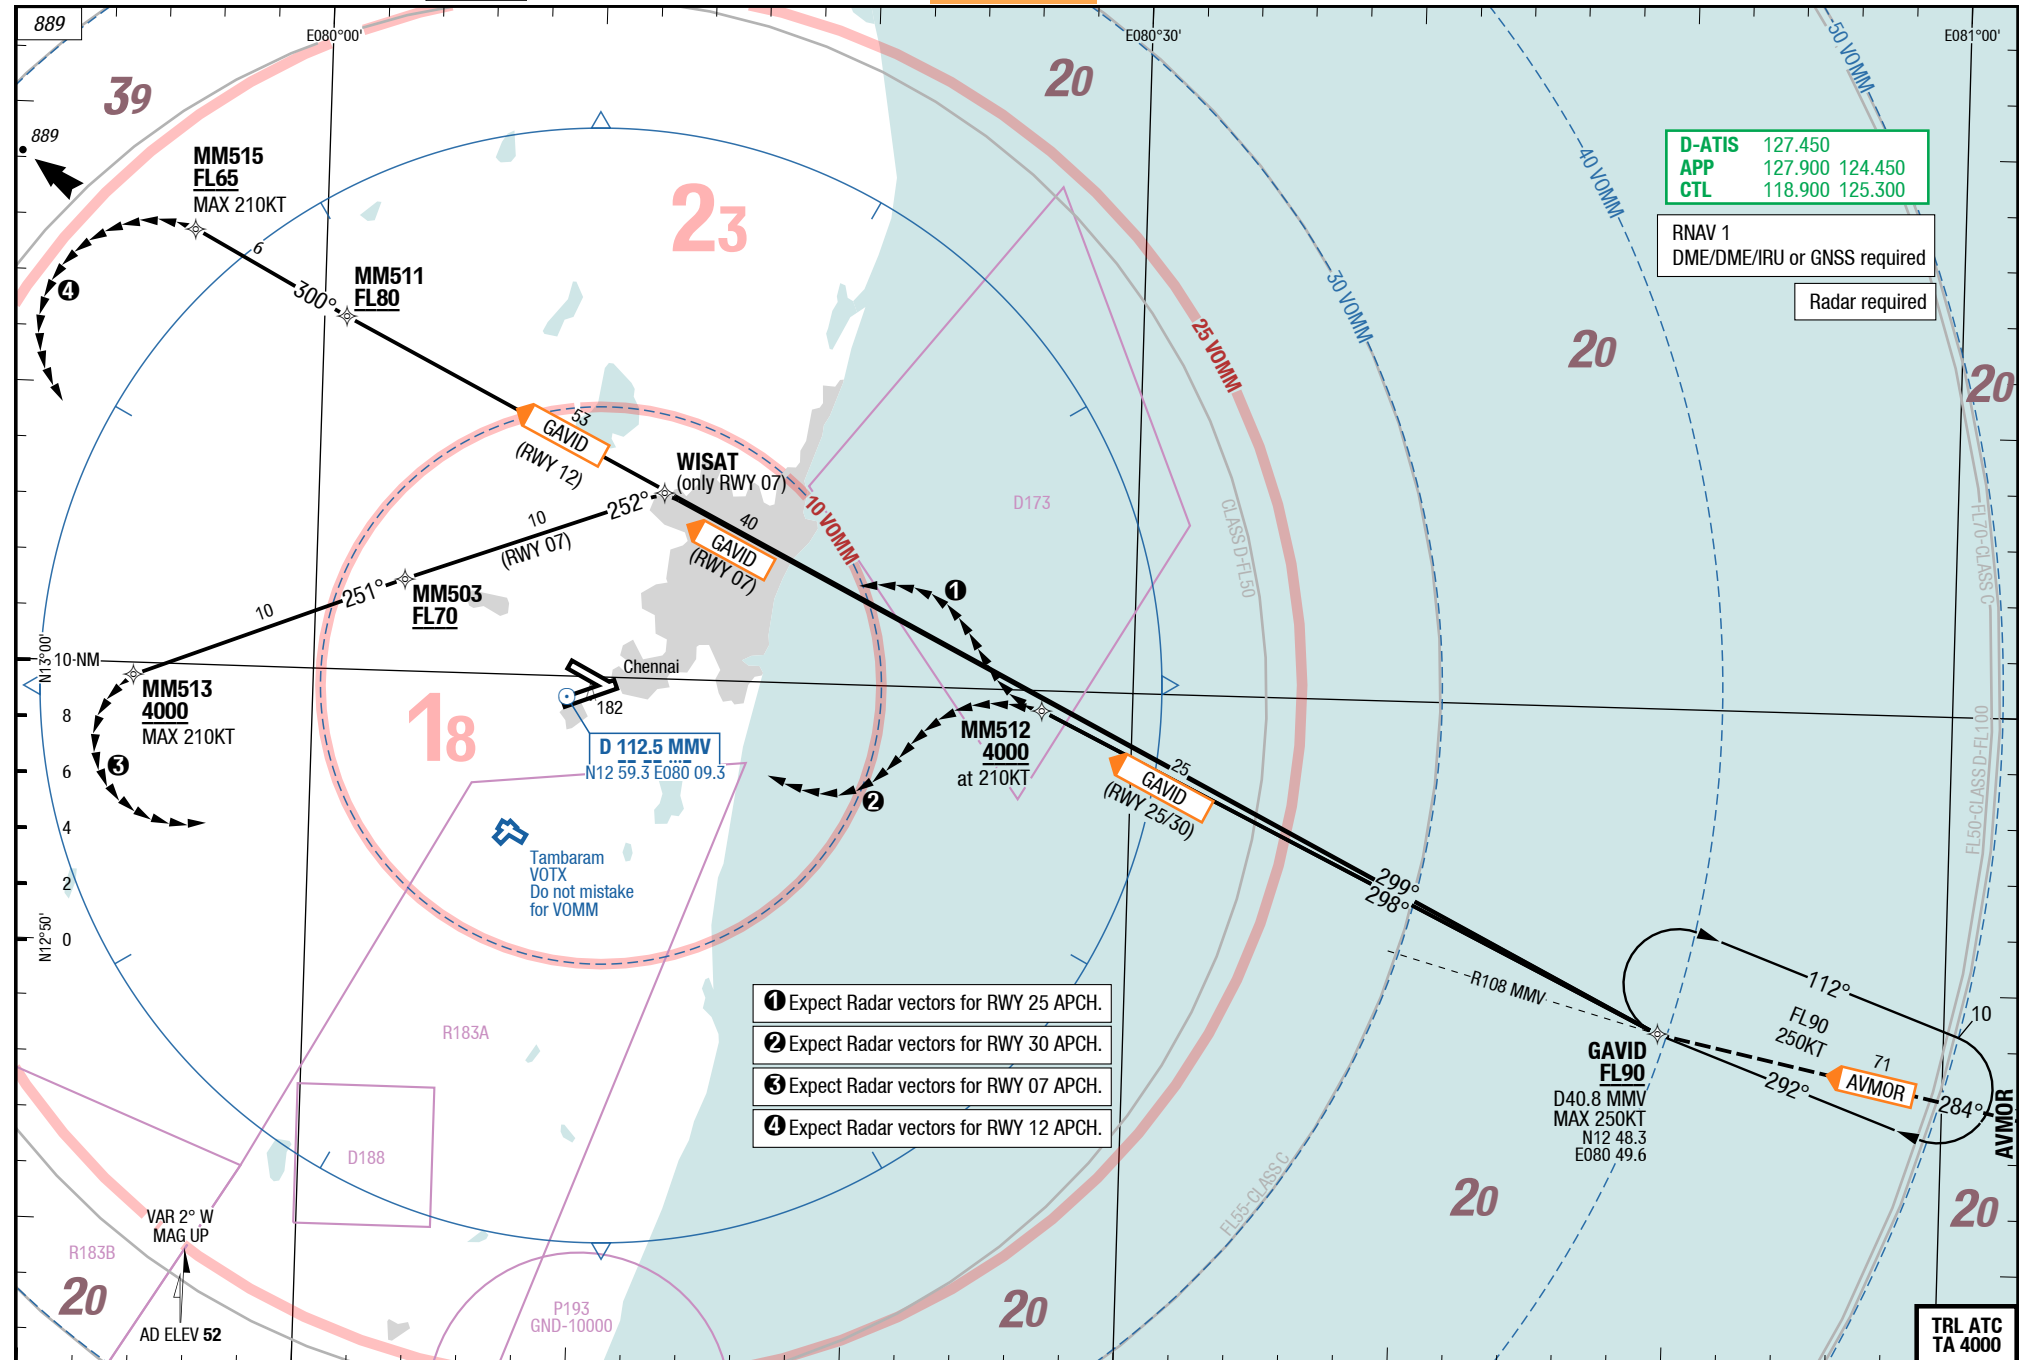 889
E080°00'
E080°30'
E081°00'
50 VOMM
39
20
889
MM515
FL65
MAX 210KT
D-ATIS 127.450
APP 127.900 124.450
CTL 118.900 125.300
40 VOMM
23
RNAV 1
DME/DME/IRU or GNSS required
Radar required
6
300°
4
MM511
FL80
30 VOMM
25 VOMM
20
20
53
GAVID
(RWY 12)
WISAT
(only RWY 07)
252°
10
(RWY 07)
40
GAVID
(RWY 07)
10 VOMM
D173
CLASS D-FL50
FL70-CLASS C
251°
10
MM503
FL70
1
N13°00'
10-NM
Chennai
182
MM513
4000
MAX 210KT
8
6
4
2
0
3
18
D 112.5 MMV
N12 59.3 E080 09.3
MM512
4000
at 210KT
2
25
GAVID
(RWY 25/30)
FL50-CLASS D-FL100
Tambaram
VOTX
Do not mistake
for VOMM
299°
298°
N12°50'
R108 MMV
112°
10
FL90
250KT
1 Expect Radar vectors for RWY 25 APCH.
2 Expect Radar vectors for RWY 30 APCH.
3 Expect Radar vectors for RWY 07 APCH.
4 Expect Radar vectors for RWY 12 APCH.
R183A
GAVID
FL90
D40.8 MMV
MAX 250KT
N12 48.3
E080 49.6
71
AVMOR
292°
284°
AVMOR
D188
FL55-CLASS C
20
20
VAR 2° W
MAG UP
R183B
20
AD ELEV 52
P193
GND-10000
20
TRL ATC
TA 4000